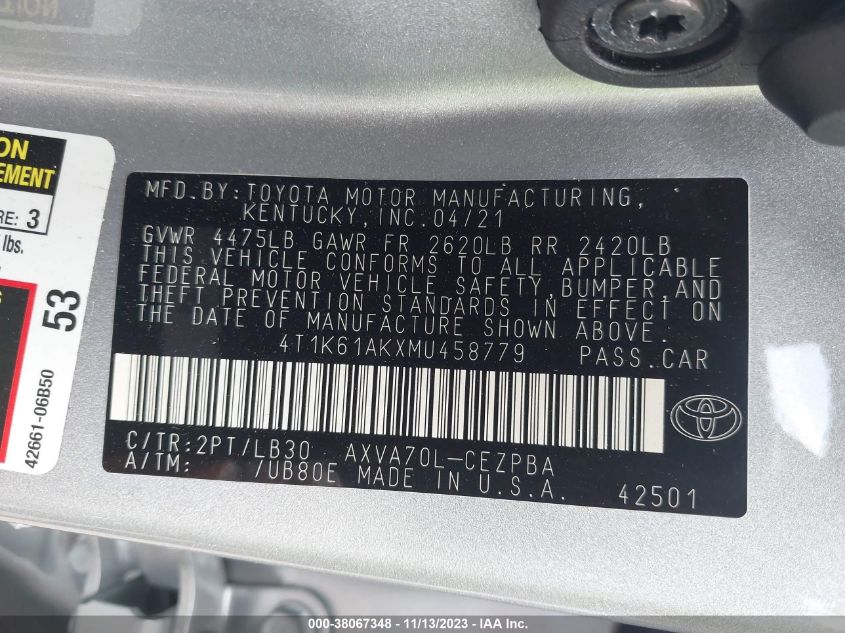 ON
EMENT
RE: 3
lbs.
53
42661-06B50
MFD.BY:TOYOTA MOTOR MANUFACTURING,
KENTUCKY,INC.04/21
GVWR 4475LB GAWR FR 2620LB RR 2420LB
THIS VEHICLE CONFORMS TO ALL APPLICABLE
FEDERAL MOTOR VEHICLE SAFETY,BUMPER,AND
THEFT PREVENTION STANDARDS IN EFFECT ON
THE DATE OF MANUFACTURE SHOWN ABOVE.
4T1K61AKXMU458779 PASS.CAR
C/TR:2PT/LB30 AXVA70L-CEZPBA
A/TM: /UB80E MADE IN U.S.A. 42501
000-38067348 - 11/13/2023 - IAAI.COM